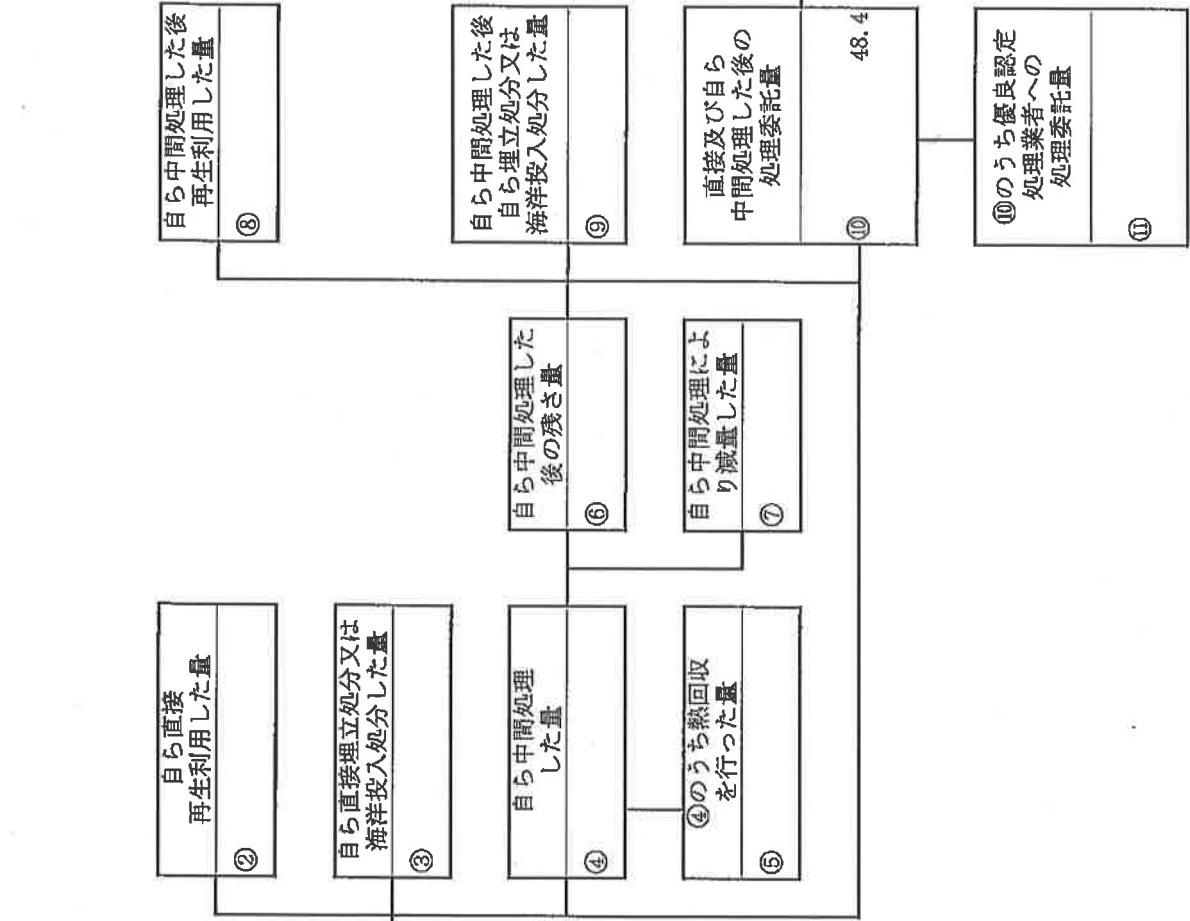 自ら直接
再生利用した量
②
自ら直接埋立処分又は
海洋投入処分した量
③
自ら中間処理
した量
④
④のうち熱回収
を行った量
⑤
自ら中間処理した
後の残さ量
⑥
自ら中間処理によ
り減量した量
⑦
自ら中間処理した後
再生利用した量
⑧
自ら中間処理した後
自ら埋立処分又は
海洋投入処分した量
⑨
直接及び自ら
中間処理した後の
処理委託量
⑩ 48.4
⑩のうち優良認定
処理業者への
処理委託量
⑪